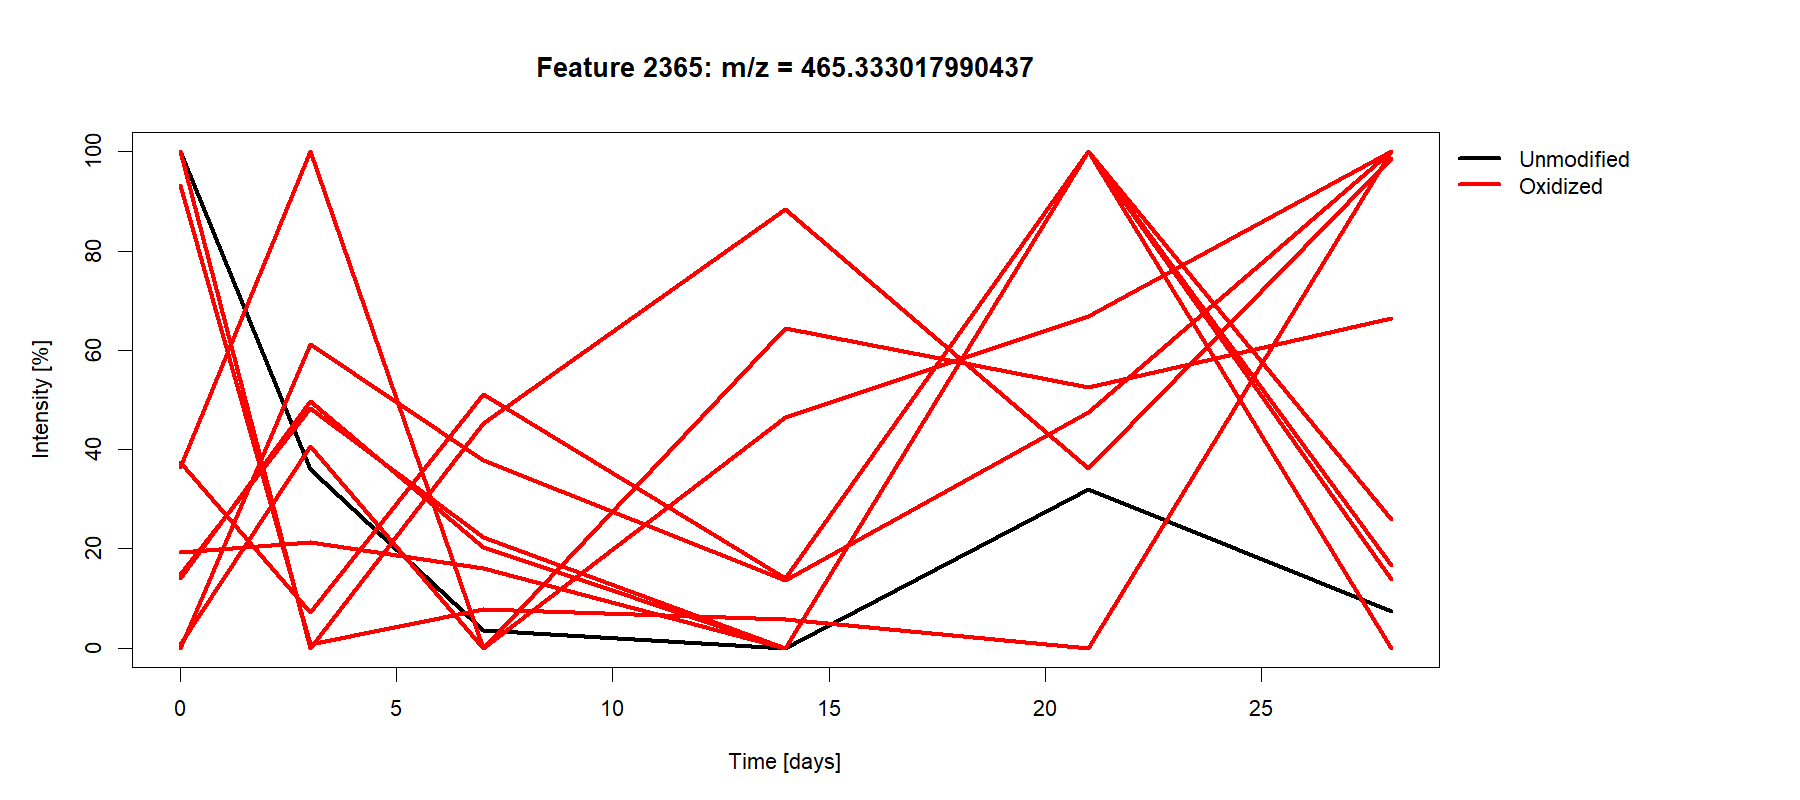 Feature 2365: m/z = 465.333017990437
Unmodified
Oxidized
Intensity [%]
100
80
60
40
20
0
0 5 10 15 20 25
Time [days]